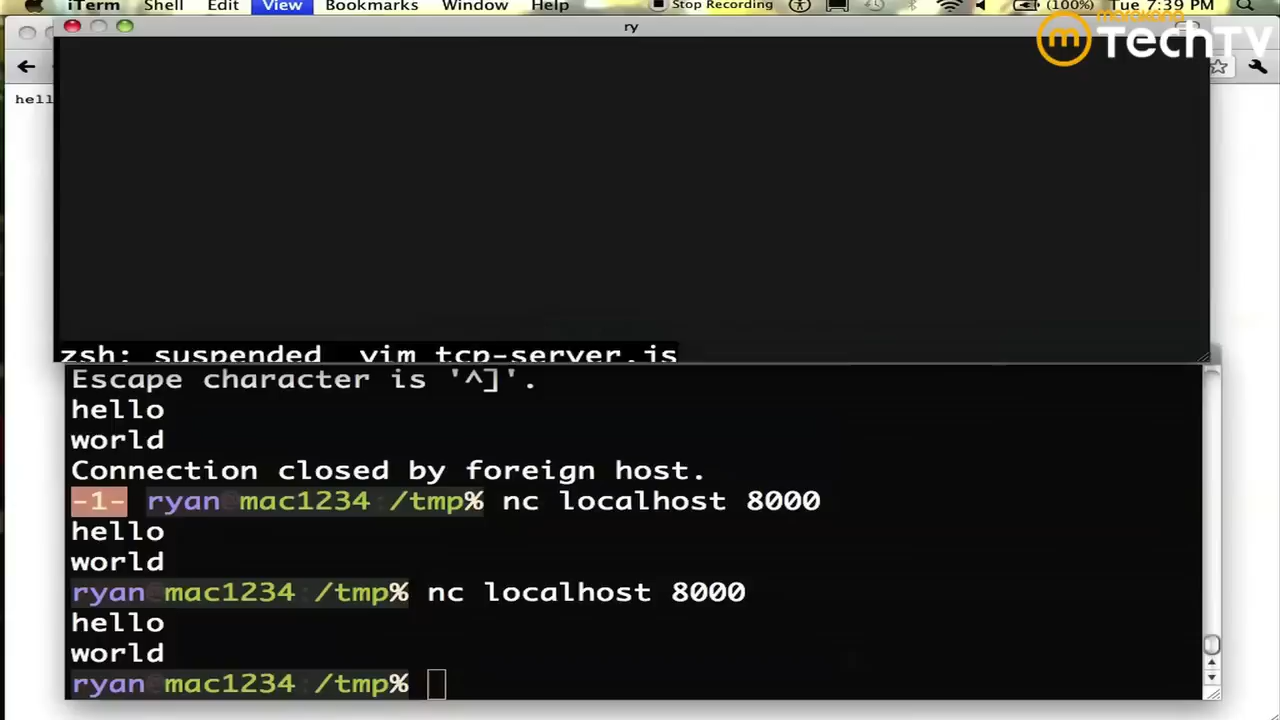 iTerm Shell Edit View Bookmarks Window Help Stop Recording (100%) Tue 7:39 PM
ry
marakana
m TechTV
hell
zsh: suspended  vim tcp-server.js
Escape character is '^]'.
hello
world
Connection closed by foreign host.
-1- ryan@mac1234:/tmp% nc localhost 8000
hello
world
ryan@mac1234:/tmp% nc localhost 8000
hello
world
ryan@mac1234:/tmp%